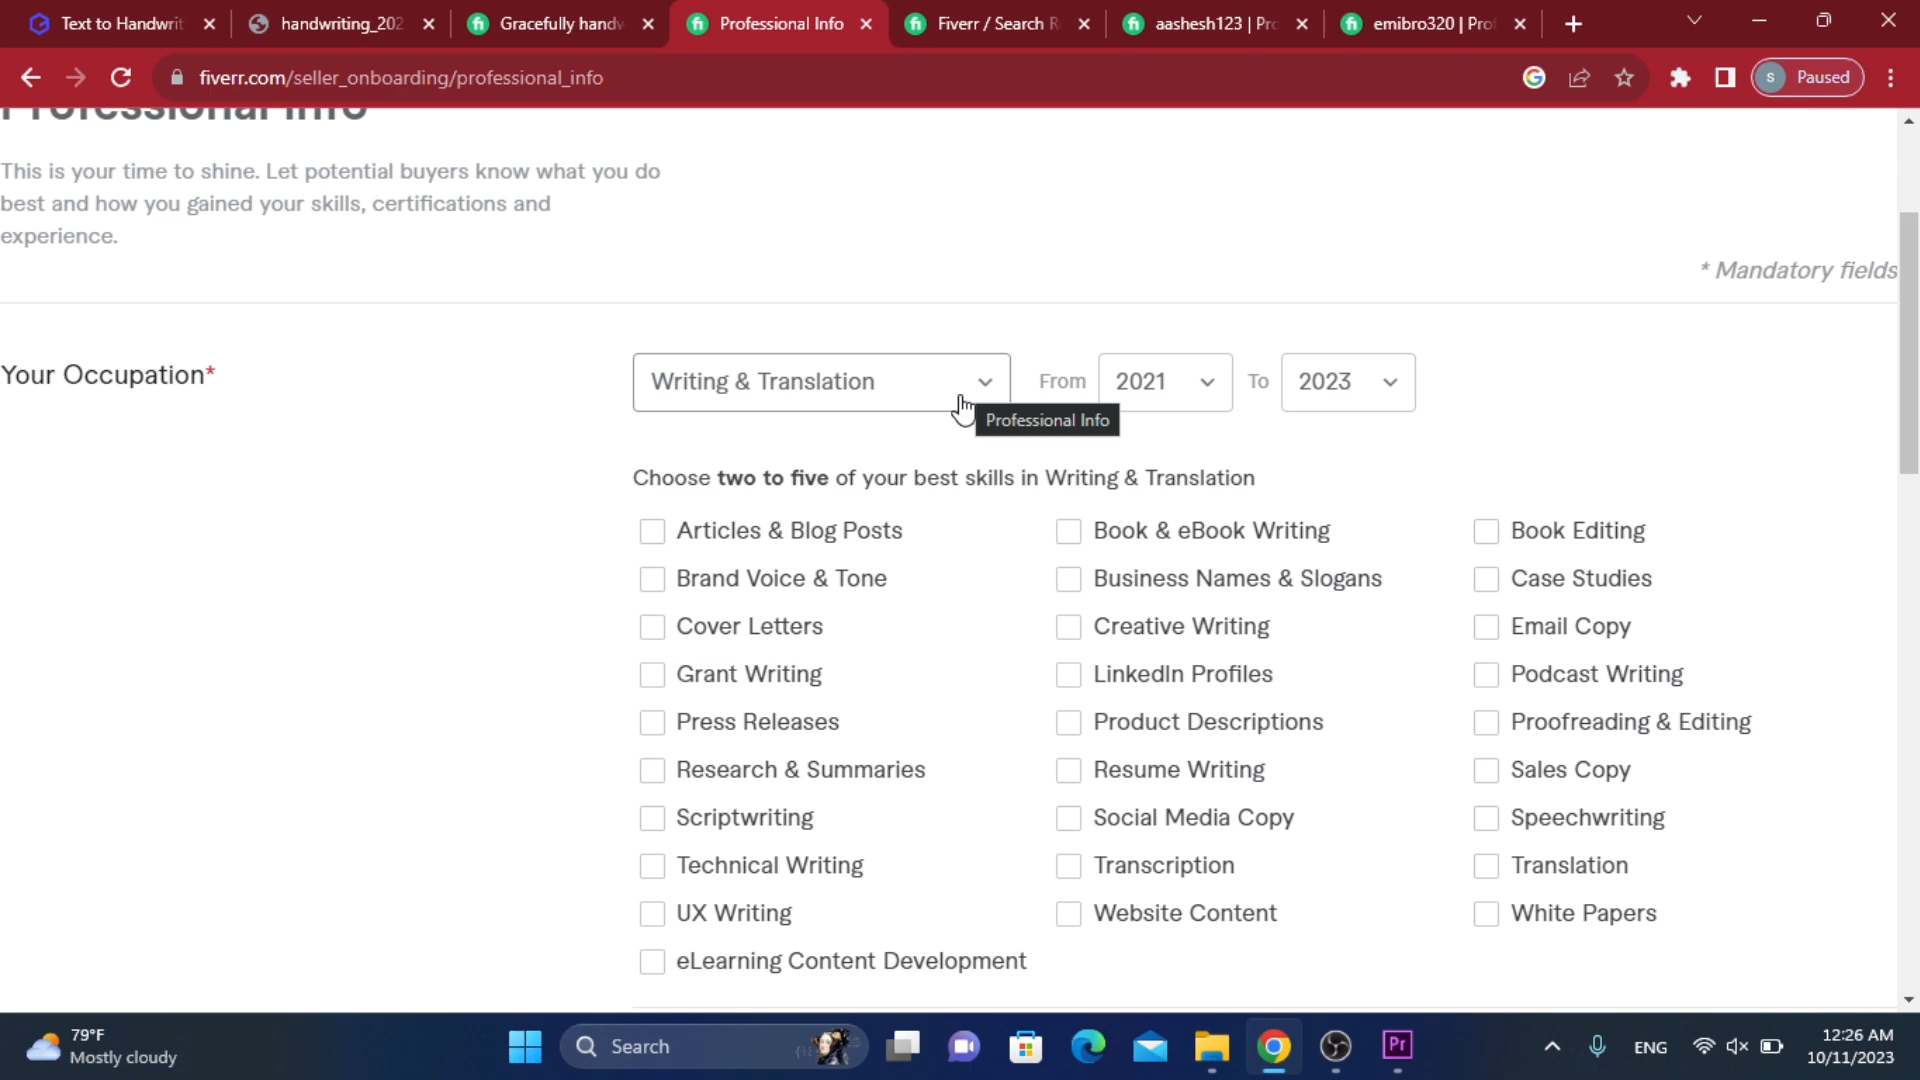 Text to Handwrit
handwriting_202
Gracefully handw
Professional Info
Fiverr / Search R
aashesh123 | Pro
emibro320 | Prof
fiverr.com/seller_onboarding/professional_info
S
Paused
Professional Info
This is your time to shine. Let potential buyers know what you do
best and how you gained your skills, certifications and
experience.
* Mandatory fields
Your Occupation*
Writing & Translation
From
2021
To
2023
Professional Info
Choose two to five of your best skills in Writing & Translation
Articles & Blog Posts
Book & eBook Writing
Book Editing
Brand Voice & Tone
Business Names & Slogans
Case Studies
Cover Letters
Creative Writing
Email Copy
Grant Writing
LinkedIn Profiles
Podcast Writing
Press Releases
Product Descriptions
Proofreading & Editing
Research & Summaries
Resume Writing
Sales Copy
Scriptwriting
Social Media Copy
Speechwriting
Technical Writing
Transcription
Translation
UX Writing
Website Content
White Papers
eLearning Content Development
79°F
Mostly cloudy
Search
Pr
ENG
12:26 AM
10/11/2023